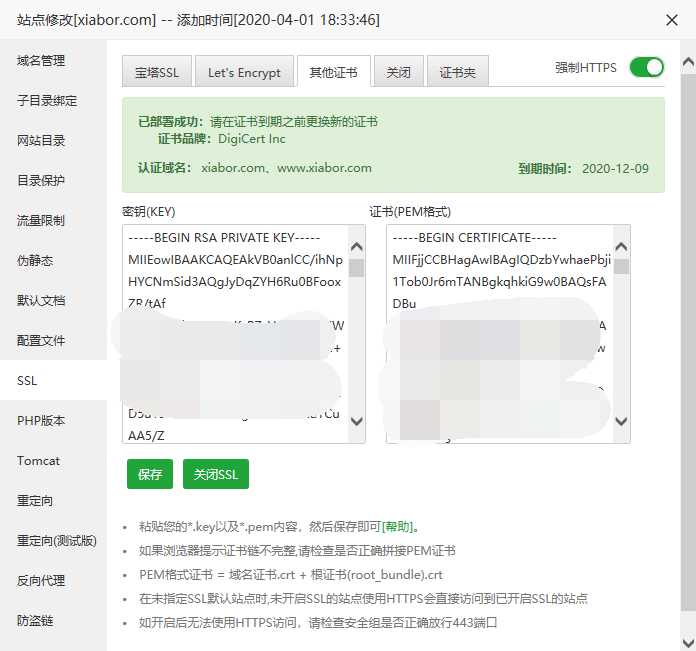 站点修改[xiabor.com] -- 添加时间[2020-04-01 18:33:46]
域名管理
子目录绑定
网站目录
目录保护
流量限制
伪静态
默认文档
配置文件
SSL
PHP版本
Tomcat
重定向
重定向(测试版)
反向代理
防盗链
宝塔SSL
Let's Encrypt
其他证书
关闭
证书夹
强制HTTPS
已部署成功：请在证书到期之前更换新的证书
证书品牌：DigiCert Inc
认证域名： xiabor.com、www.xiabor.com
到期时间： 2020-12-09
密钥(KEY)
-----BEGIN RSA PRIVATE KEY-----
MIIEowIBAAKCAQEAkVB0anlCC/ihNp
HYCNmSid3AQgJyDqZYH6Ru0BFoox
ZR/tAf
AA5/Z
证书(PEM格式)
-----BEGIN CERTIFICATE-----
MIIFjjCCBHagAwIBAgIQDzbYwhaePbji
1Tob0Jr6mTANBgkqhkiG9w0BAQsFA
DBu
保存
关闭SSL
粘贴您的*.key以及*.pem内容，然后保存即可[帮助]。
如果浏览器提示证书链不完整,请检查是否正确拼接PEM证书
PEM格式证书 = 域名证书.crt + 根证书(root_bundle).crt
在未指定SSL默认站点时,未开启SSL的站点使用HTTPS会直接访问到已开启SSL的站点
如开启后无法使用HTTPS访问，请检查安全组是否正确放行443端口